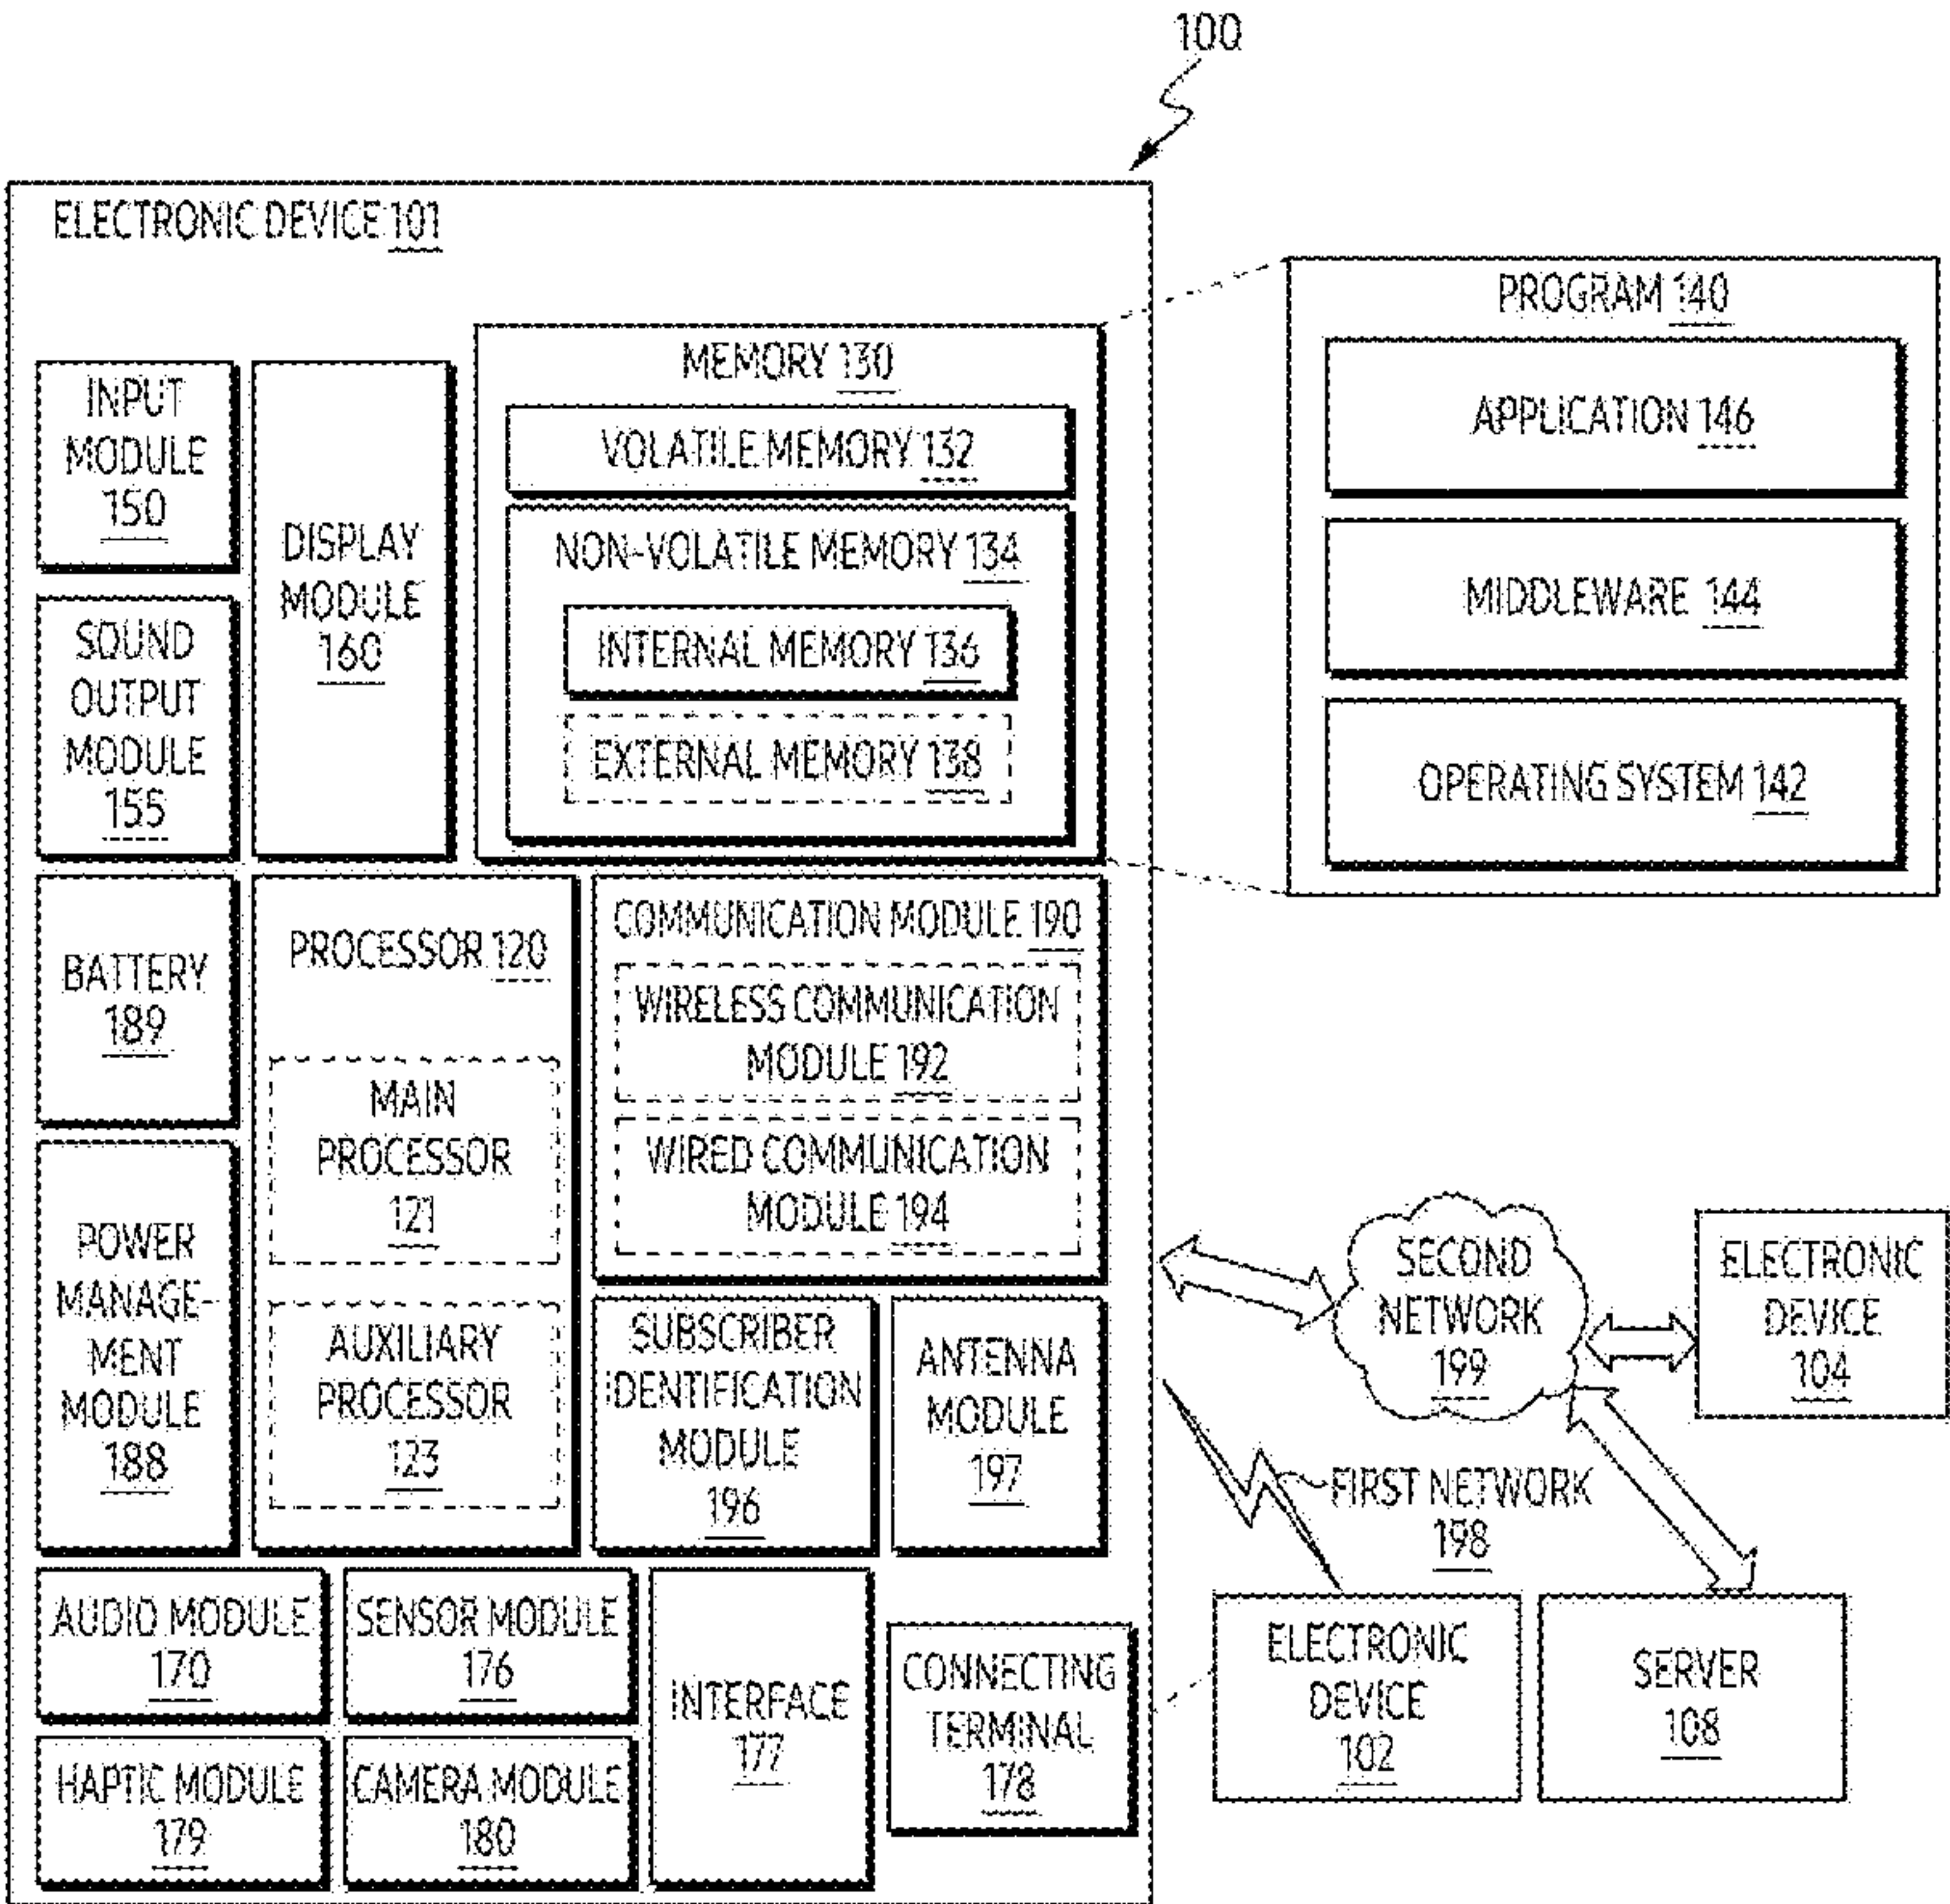 100
ELECTRONIC DEVICE 101
INPUT
MODULE
150
DISPLAY
MODULE
160
SOUND
OUTPUT
MODULE
155
MEMORY 130
VOLATILE MEMORY 132
NON-VOLATILE MEMORY 134
INTERNAL MEMORY 136
EXTERNAL MEMORY 138
PROGRAM 140
APPLICATION 146
MIDDLEWARE 144
OPERATING SYSTEM 142
BATTERY
189
POWER
MANAGE-
MENT
MODULE
188
PROCESSOR 120
MAIN
PROCESSOR
121
AUXILIARY
PROCESSOR
123
COMMUNICATION MODULE 190
WIRELESS COMMUNICATION
MODULE 192
WIRED COMMUNICATION
MODULE 194
SUBSCRIBER
IDENTIFICATION
MODULE
196
ANTENNA
MODULE
197
SECOND
NETWORK
199
ELECTRONIC
DEVICE
104
FIRST NETWORK
198
AUDIO MODULE
170
SENSOR MODULE
176
HAPTIC MODULE
179
CAMERA MODULE
180
INTERFACE
177
CONNECTING
TERMINAL
178
ELECTRONIC
DEVICE
102
SERVER
108